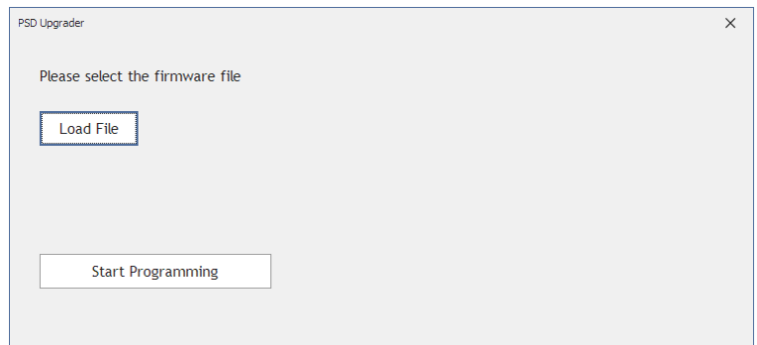 PSD Upgrader
Please select the firmware file
Load File
Start Programming